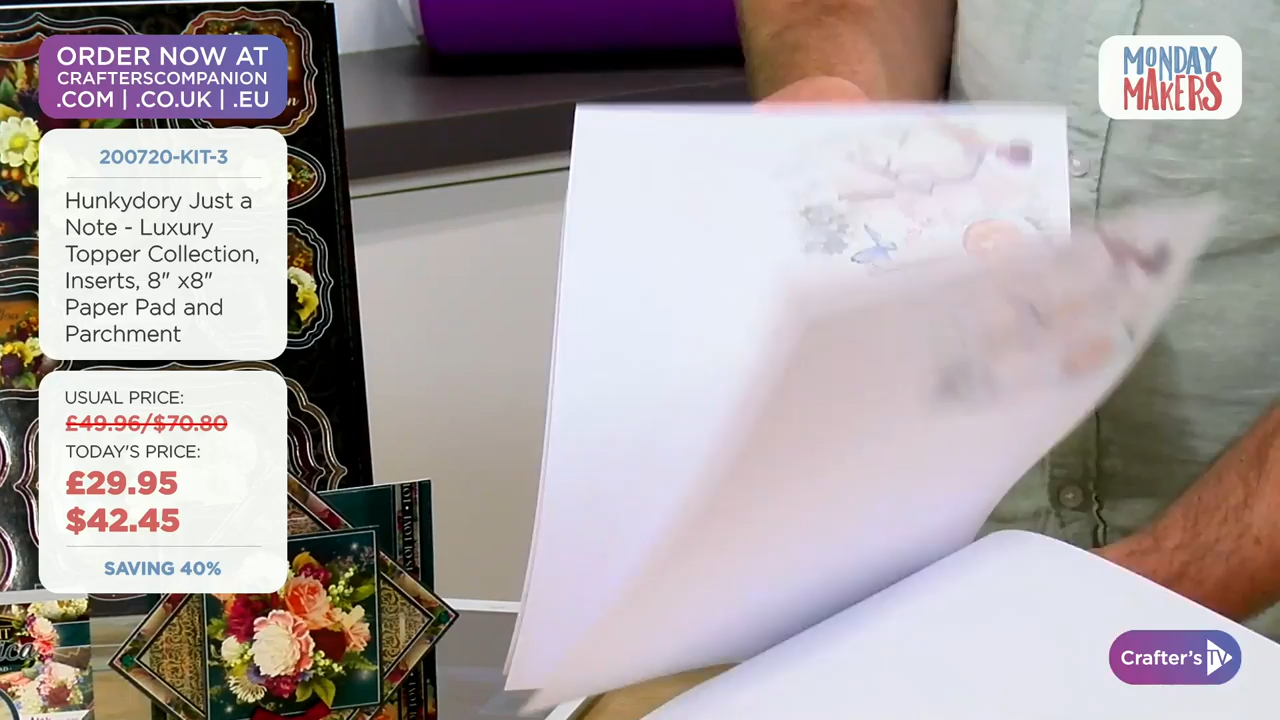 ORDER NOW AT
CRAFTERSCOMPANION
.COM | .CO.UK | .EU
200720-KIT-3
Hunkydory Just a
Note - Luxury
Topper Collection,
Inserts, 8" x8"
Paper Pad and
Parchment
USUAL PRICE:
£49.96/$70.80
TODAY'S PRICE:
£29.95
$42.45
SAVING 40%
MONDAY
MAKERS
Crafter's TV